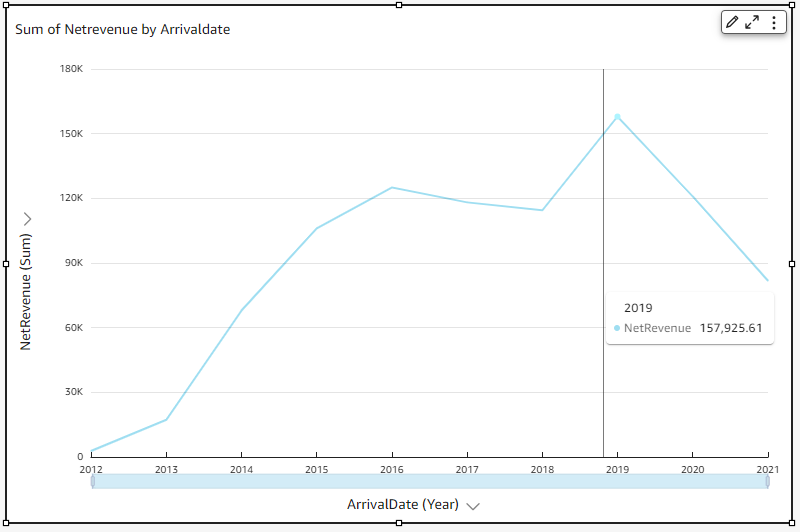 Sum of Netrevenue by Arrivaldate
180K
150K
120K
90K
60K
30K
0
NetRevenue (Sum)
2019
NetRevenue 157,925.61
2012 2013 2014 2015 2016 2017 2018 2019 2020 2021
ArrivalDate (Year)